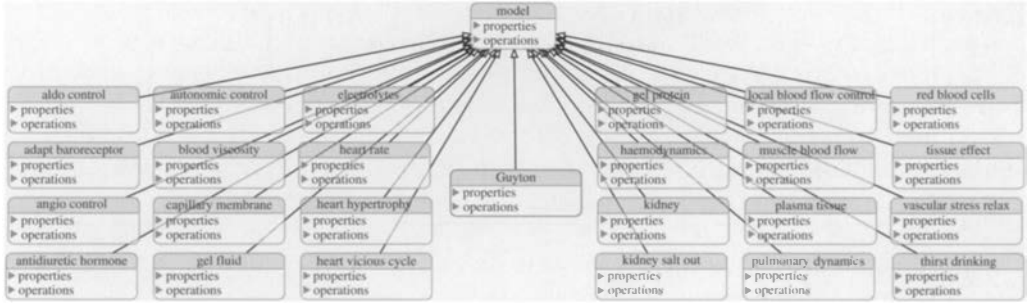 model
properties
operations
aldo control
properties
operations
autonomic control
properties
operations
electrolytes
properties
operations
gel protein
properties
operations
local blood flow control
properties
operations
red blood cells
properties
operations
adapt baroreceptor
properties
operations
blood viscosity
properties
operations
heart rate
properties
operations
Guyton
properties
operations
haemodynamics
properties
operations
muscle blood flow
properties
operations
tissue effect
properties
operations
angio control
properties
operations
capillary membrane
properties
operations
heart hypertrophy
properties
operations
kidney
properties
operations
plasma tissue
properties
operations
vascular stress relax
properties
operations
antidiuretic hormone
properties
operations
gel fluid
properties
operations
heart vicious cycle
properties
operations
kidney salt out
properties
operations
pulmonary dynamics
properties
operations
thirst drinking
properties
operations